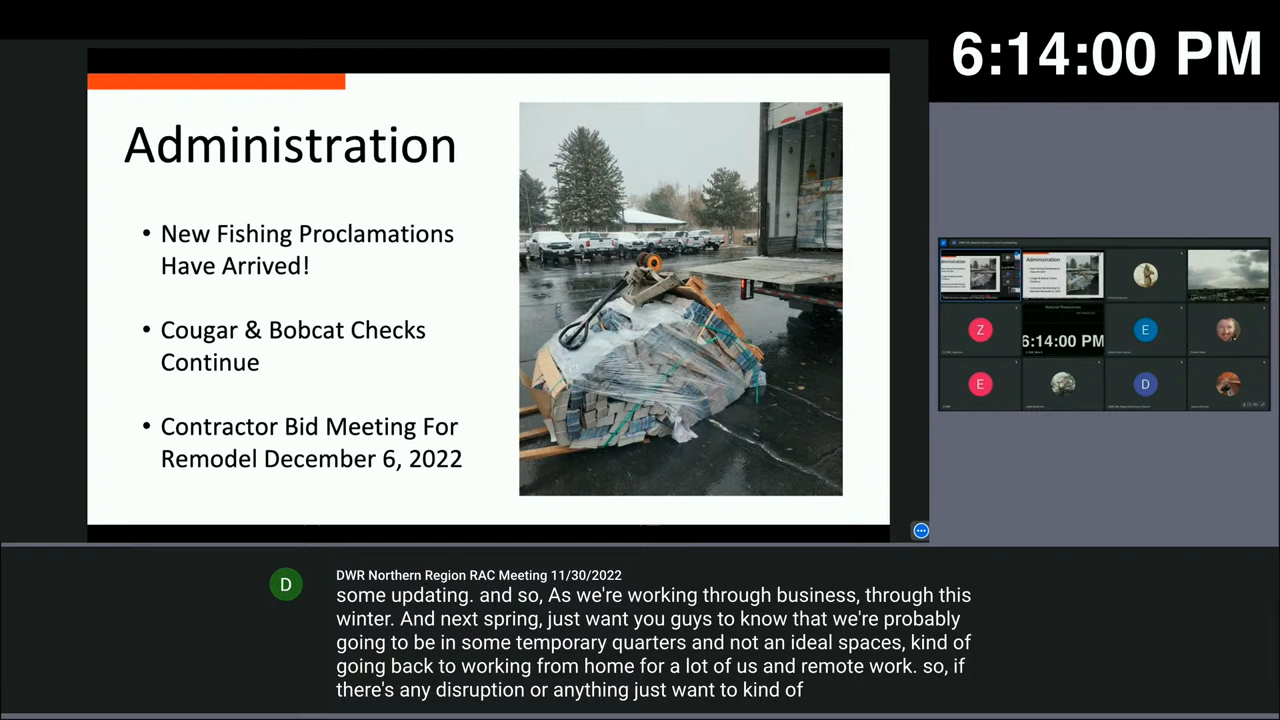 6:14:00 PM
Administration
• New Fishing Proclamations
Have Arrived!
• Cougar & Bobcat Checks
Continue
• Contractor Bid Meeting For
Remodel December 6, 2022
Administration
Z
6:14:00 PM
E
E
D
D
DWR Northern Region RAC Meeting 11/30/2022
some updating. and so, As we're working through business, through this
winter. And next spring, just want you guys to know that we're probably
going to be in some temporary quarters and not an ideal spaces, kind of
going back to working from home for a lot of us and remote work. so, if
there's any disruption or anything just want to kind of